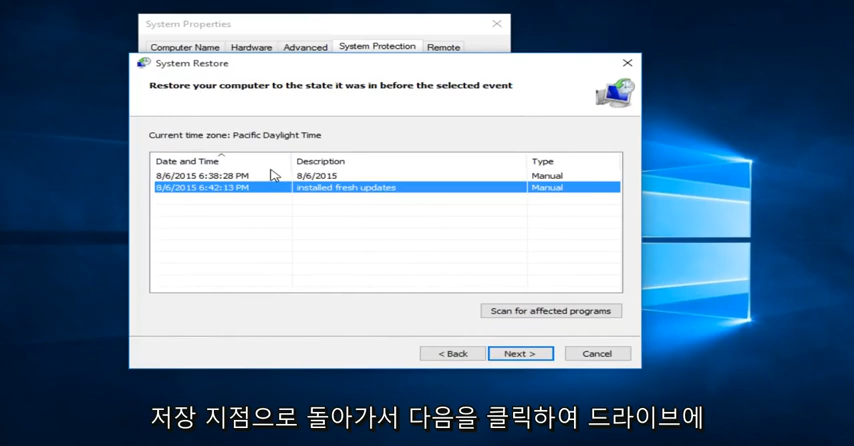 System Properties
Computer Name Hardware Advanced System Protection Remote
System Restore
Restore your computer to the state it was in before the selected event
Current time zone: Pacific Daylight Time
Date and Time Description Type
8/6/2015 6:38:28 PM 8/6/2015 Manual
8/6/2015 6:42:13 PM installed fresh updates Manual
Scan for affected programs
< Back Next > Cancel
저장 지점으로 돌아가서 다음을 클릭하여 드라이브에